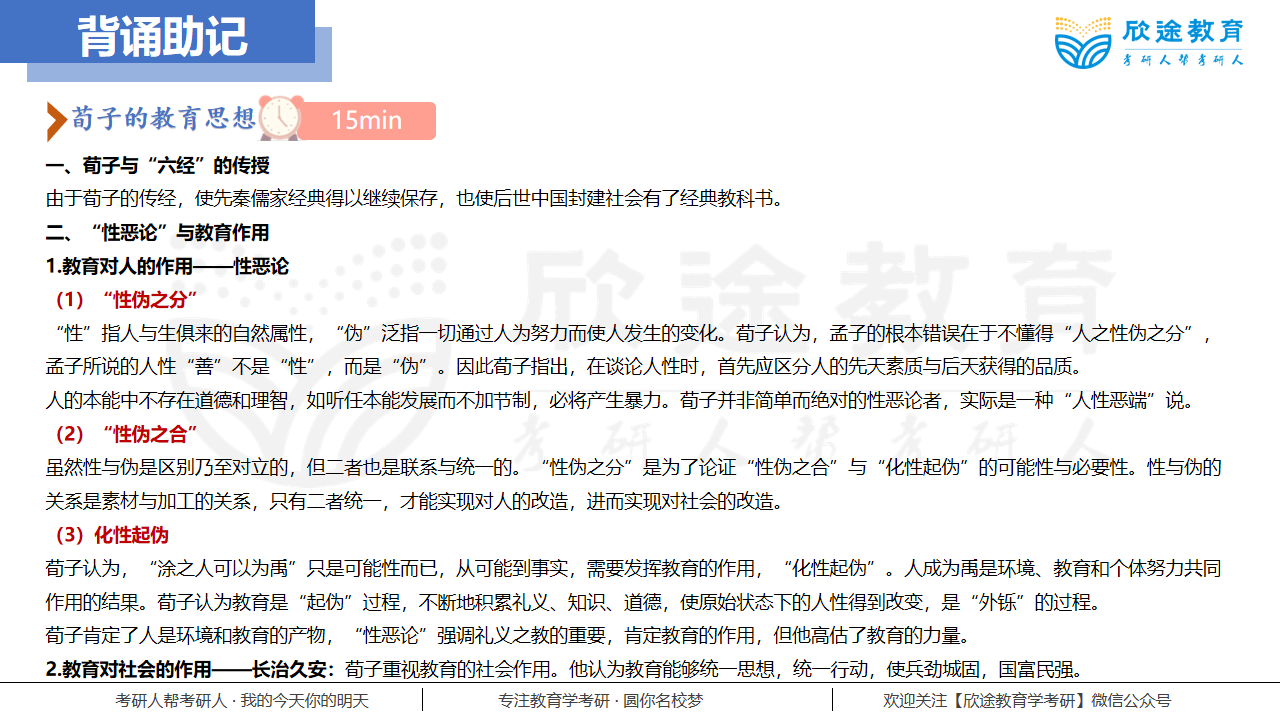 背诵助记
欣途教育
考研人帮考研人
荀子的教育思想
15min
一、荀子与“六经”的传授
由于荀子的传经，使先秦儒家经典得以继续保存，也使后世中国封建社会有了经典教科书。
二、“性恶论”与教育作用
1.教育对人的作用——性恶论
（1）“性伪之分”
“性”指人与生俱来的自然属性，“伪”泛指一切通过人为努力而使人发生的变化。荀子认为，孟子的根本错误在于不懂得“人之性伪之分”，
孟子所说的人性“善”不是“性”，而是“伪”。因此荀子指出，在谈论人性时，首先应区分人的先天素质与后天获得的品质。
人的本能中不存在道德和理智，如听任本能发展而不加节制，必将产生暴力。荀子并非简单而绝对的性恶论者，实际是一种“人性恶端”说。
（2）“性伪之合”
虽然性与伪是区别乃至对立的，但二者也是联系与统一的。“性伪之分”是为了论证“性伪之合”与“化性起伪”的可能性与必要性。性与伪的
关系是素材与加工的关系，只有二者统一，才能实现对人的改造，进而实现对社会的改造。
（3）化性起伪
荀子认为，“涂之人可以为禹”只是可能性而已，从可能到事实，需要发挥教育的作用，“化性起伪”。人成为禹是环境、教育和个体努力共同
作用的结果。荀子认为教育是“起伪”过程，不断地积累礼义、知识、道德，使原始状态下的人性得到改变，是“外铄”的过程。
荀子肯定了人是环境和教育的产物，“性恶论”强调礼义之教的重要，肯定教育的作用，但他高估了教育的力量。
2.教育对社会的作用——长治久安：荀子重视教育的社会作用。他认为教育能够统一思想，统一行动，使兵劲城固，国富民强。
欣途教育
考研人帮考研人
考研人帮考研人 · 我的今天你的明天
专注教育学考研 · 圆你名校梦
欢迎关注【欣途教育学考研】微信公众号